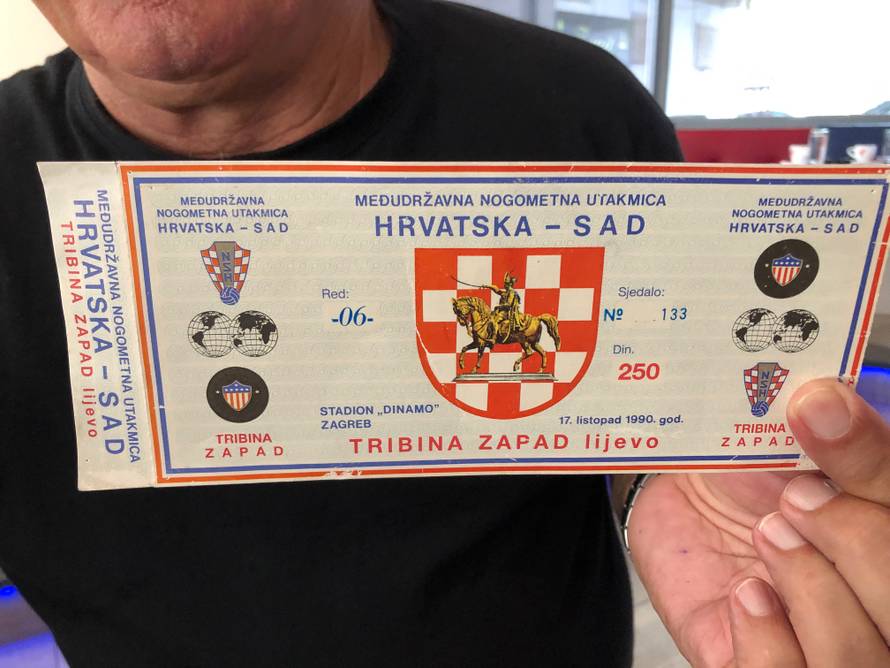 MEĐUDRŽAVNA NOGOMETNA UTAKMICA
HRVATSKA – SAD
TRIBINA ZAPAD lijevo
MEĐUDRŽAVNA
NOGOMETNA UTAKMICA
HRVATSKA – SAD
NSH
TRIBINA
ZAPAD
MEĐUDRŽAVNA NOGOMETNA UTAKMICA
HRVATSKA – SAD
Red:
-06-
Sjedalo:
Nº 133
Din.
250
STADION „DINAMO”
ZAGREB
17. listopad 1990. god.
TRIBINA ZAPAD lijevo
MEĐUDRŽAVNA
NOGOMETNA UTAKMICA
HRVATSKA – SAD
NSH
TRIBINA
ZAPAD